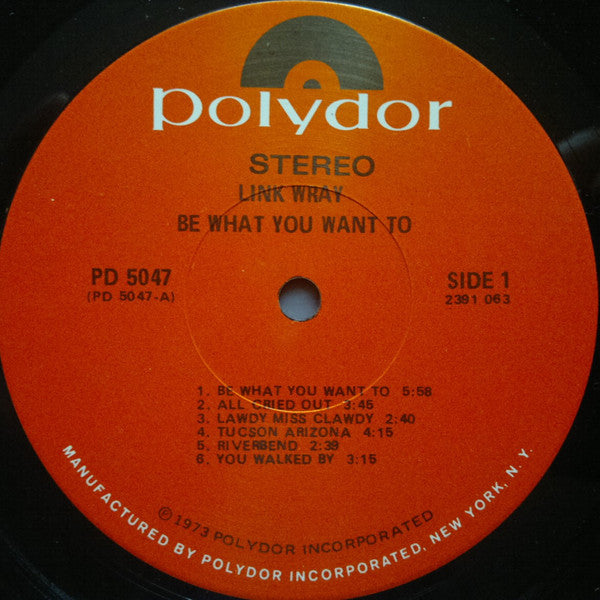 polydor
STEREO
LINK WRAY
BE WHAT YOU WANT TO
PD 5047
(PD 5047-A)
SIDE 1
2391 063
1. BE WHAT YOU WANT TO 5:58
2. ALL CRIED OUT 3:45
3. LAWDY MISS CLAWDY 2:40
4. TUCSON ARIZONA 4:15
5. RIVERBEND 2:39
6. YOU WALKED BY 3:15
℗ 1973 POLYDOR INCORPORATED
MANUFACTURED BY POLYDOR INCORPORATED, NEW YORK, N. Y.